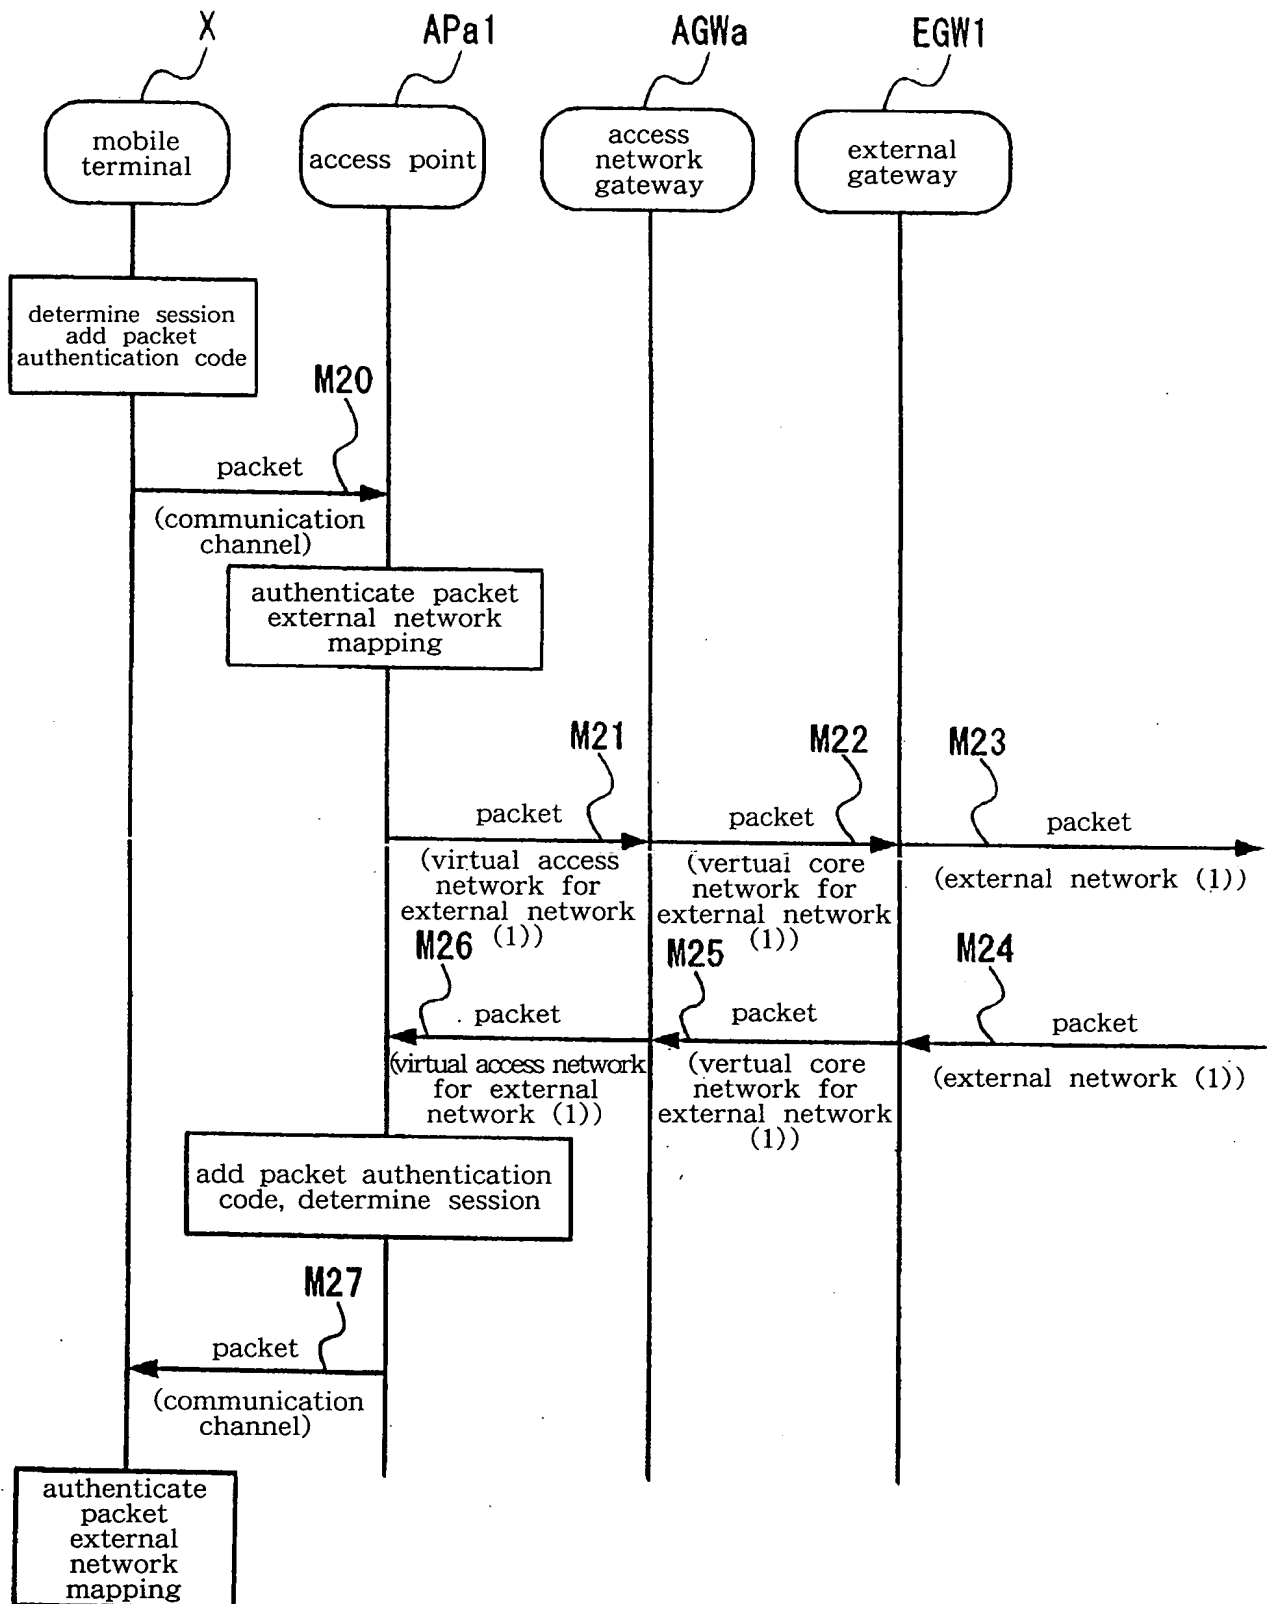 X
APa1
AGWa
EGW1
mobile
terminal
access point
access
network
gateway
external
gateway
determine session
add packet
authentication code
M20
packet
(communication
channel)
authenticate packet
external network
mapping
M21
M22
M23
packet
packet
packet
(virtual access
network for
external network
(1))
(vertual core
network for
external network
(1))
(external network (1))
M26
M25
M24
packet
packet
packet
(virtual access network
for external
network (1))
(vertual core
network for
external network
(1))
(external network (1))
add packet authentication
code, determine session
M27
packet
(communication
channel)
authenticate
packet
external
network
mapping